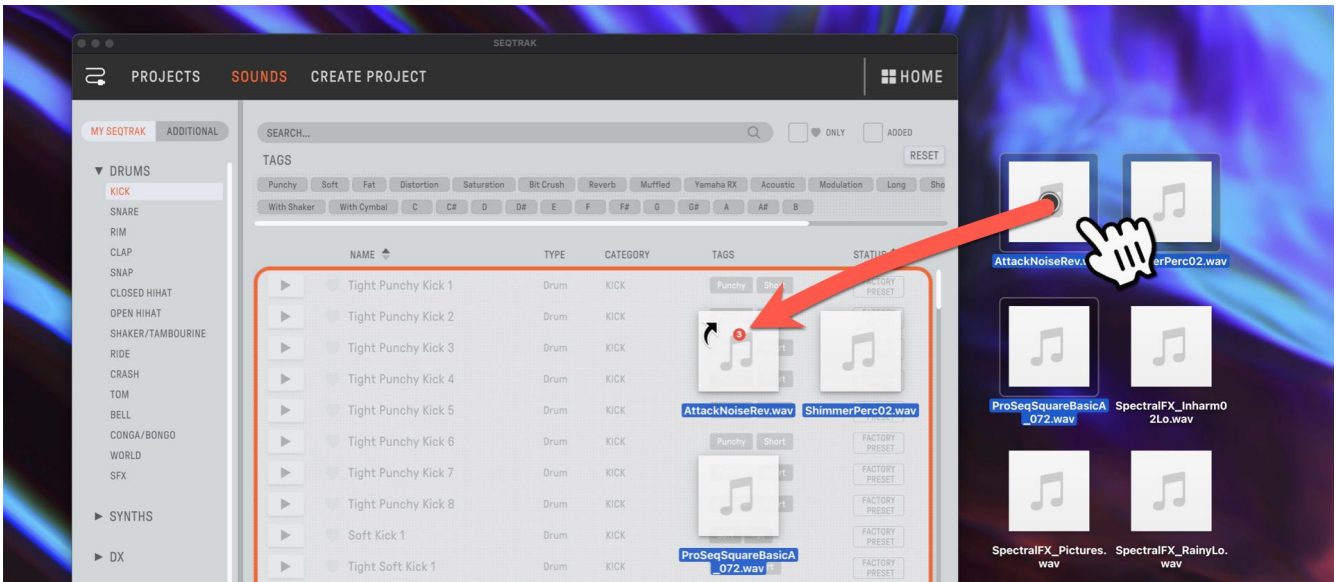 SEQTRAK
PROJECTS SOUNDS CREATE PROJECT HOME
MY SEQTRAK ADDITIONAL
SEARCH...
ONLY ADDED
TAGS RESET
Punchy Soft Fat Distortion Saturation Bit Crush Reverb Muffled Yamaha RX Acoustic Modulation Long Sho
With Shaker With Cymbal C C# D D# E F F# G G# A A# B
▼ DRUMS
KICK
SNARE
RIM
CLAP
SNAP
CLOSED HIHAT
OPEN HIHAT
SHAKER/TAMBOURINE
RIDE
CRASH
TOM
BELL
CONGA/BONGO
WORLD
SFX
► SYNTHS
► DX
NAME TYPE CATEGORY TAGS STATUS
Tight Punchy Kick 1 Drum KICK Punchy Short FACTORY PRESET
Tight Punchy Kick 2 Drum KICK
Tight Punchy Kick 3 Drum KICK
Tight Punchy Kick 4 Drum KICK
Tight Punchy Kick 5 Drum KICK
Tight Punchy Kick 6 Drum KICK Punchy Short FACTORY PRESET
Tight Punchy Kick 7 Drum KICK FACTORY PRESET
Tight Punchy Kick 8 Drum KICK FACTORY PRESET
Soft Kick 1 Drum KICK FACTORY PRESET
Tight Soft Kick 1 Drum KICK FACTORY PRESET
3
AttackNoiseRev.wav ShimmerPerc02.wav
ProSeqSquareBasicA
_072.wav
AttackNoiseRev. erPerc02.wav
ProSeqSquareBasicA
_072.wav
SpectralFX_Inharm0
2Lo.wav
SpectralFX_Pictures.
wav
SpectralFX_RainyLo.
wav